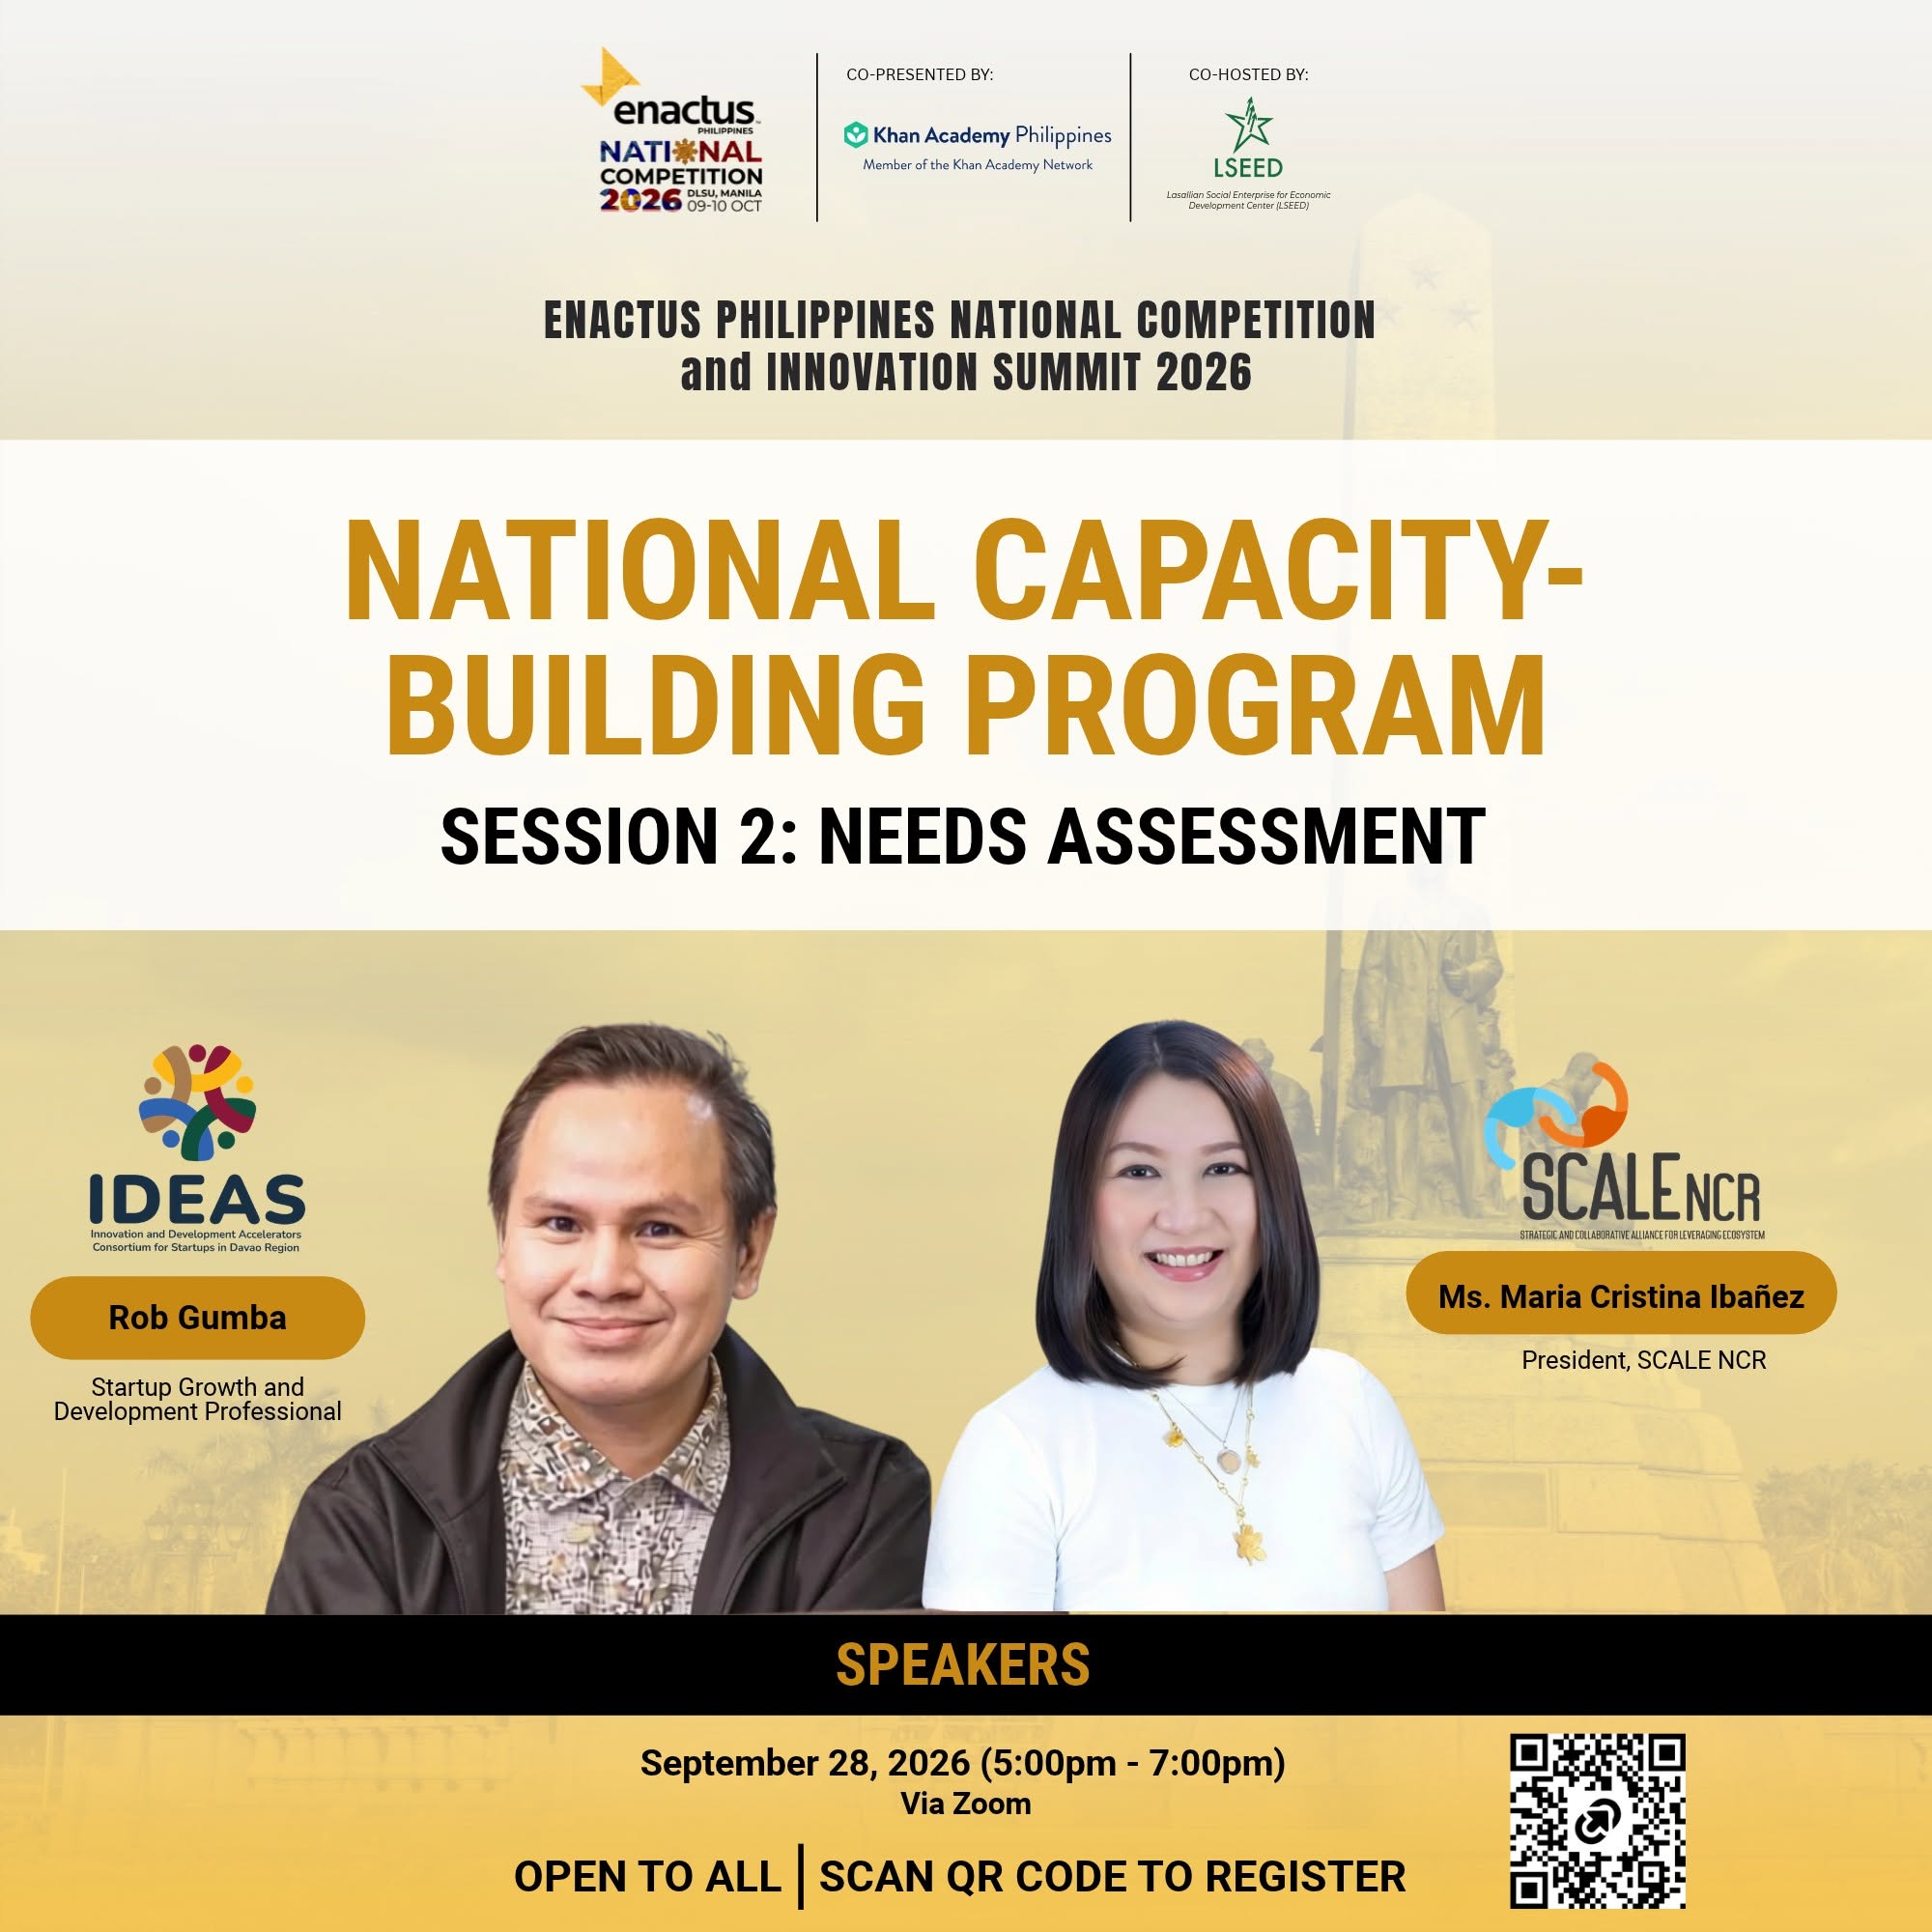 enactus
PHILIPPINES
NATIONAL
COMPETITION
2026 DLSU, MANILA
09-10 OCT
CO-PRESENTED BY:
Khan Academy Philippines
Member of the Khan Academy Network
CO-HOSTED BY:
LSEED
Lasallian Social Enterprise for Economic
Development Center (LSEED)
ENACTUS PHILIPPINES NATIONAL COMPETITION
and INNOVATION SUMMIT 2026
NATIONAL CAPACITY-
BUILDING PROGRAM
SESSION 2: NEEDS ASSESSMENT
IDEAS
Innovation and Development Accelerators
Consortium for Startups in Davao Region
Rob Gumba
Startup Growth and
Development Professional
SCALE NCR
STRATEGIC AND COLLABORATIVE ALLIANCE FOR LEVERAGING ECOSYSTEM
Ms. Maria Cristina Ibañez
President, SCALE NCR
SPEAKERS
September 28, 2026 (5:00pm - 7:00pm)
Via Zoom
OPEN TO ALL | SCAN QR CODE TO REGISTER